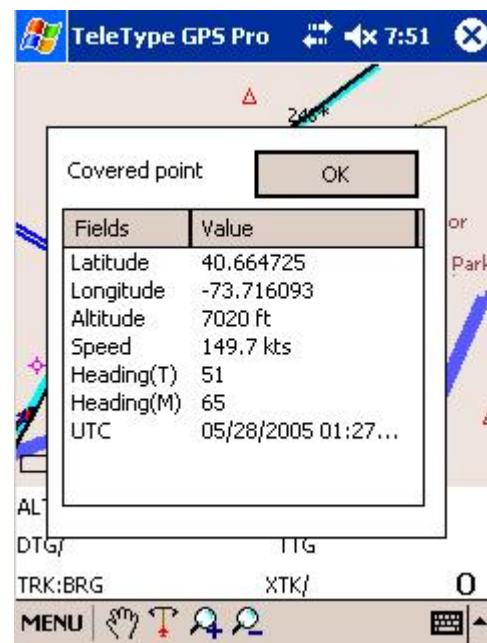 TeleType GPS Pro 7:51
246*
Covered point OK
or
Park
Fields Value
Latitude 40.664725
Longitude -73.716093
Altitude 7020 ft
Speed 149.7 kts
Heading(T) 51
Heading(M) 65
UTC 05/28/2005 01:27...
DTG/ TTG
TRK:BRG XTK/ 0
MENU